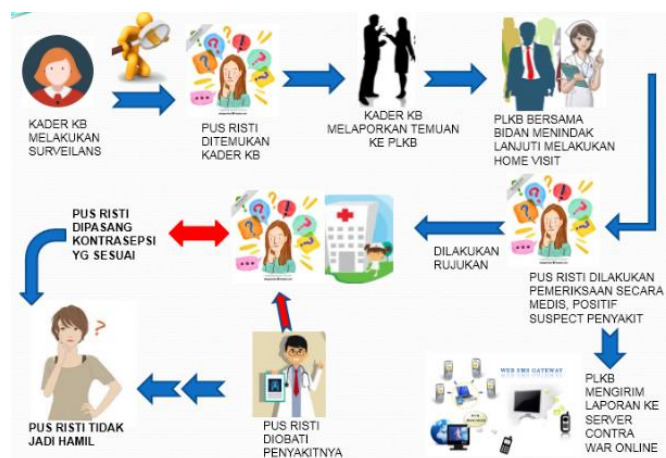 KADER KB
MELAKUKAN
SURVEILANS
PUS RISTI
DITEMUKAN
KADER KB
KADER KB
MELAPORKAN TEMUAN
KE PLKB
PLKB BERSAMA
BIDAN MENINDAK
LANJUTI MELAKUKAN
HOME VISIT
PUS RISTI
DIPASANG
KONTRASEPSI
YG SESUAI
DILAKUKAN
RUJUKAN
PUS RISTI DILAKUKAN
PEMERIKSAAN SECARA
MEDIS, POSITIF
SUSPECT PENYAKIT
PUS RISTI TIDAK
JADI HAMIL
PUS RISTI
DIOBATI
PENYAKITNYA
WEB SMS GATEWAY
PLKB
MENGIRIM
LAPORAN KE
SERVER
CONTRA
WAR ONLINE